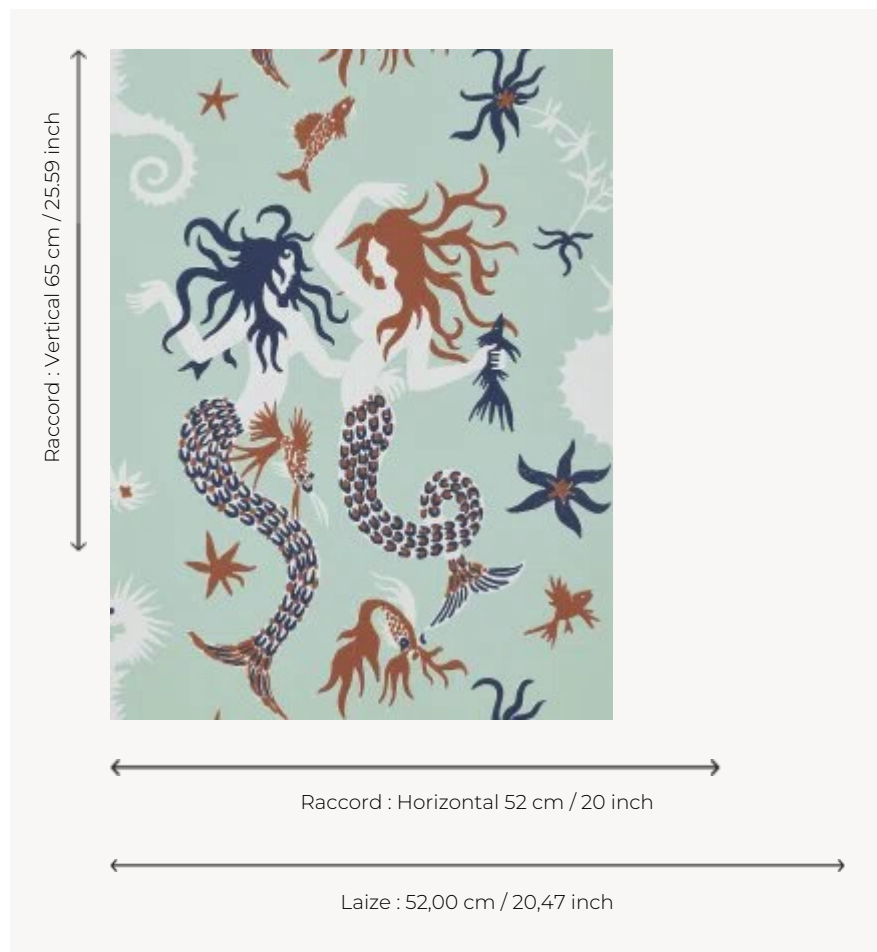 Raccord : Vertical 65 cm / 25.59 inch
Raccord : Horizontal 52 cm / 20 inch
Laize : 52,00 cm / 20,47 inch